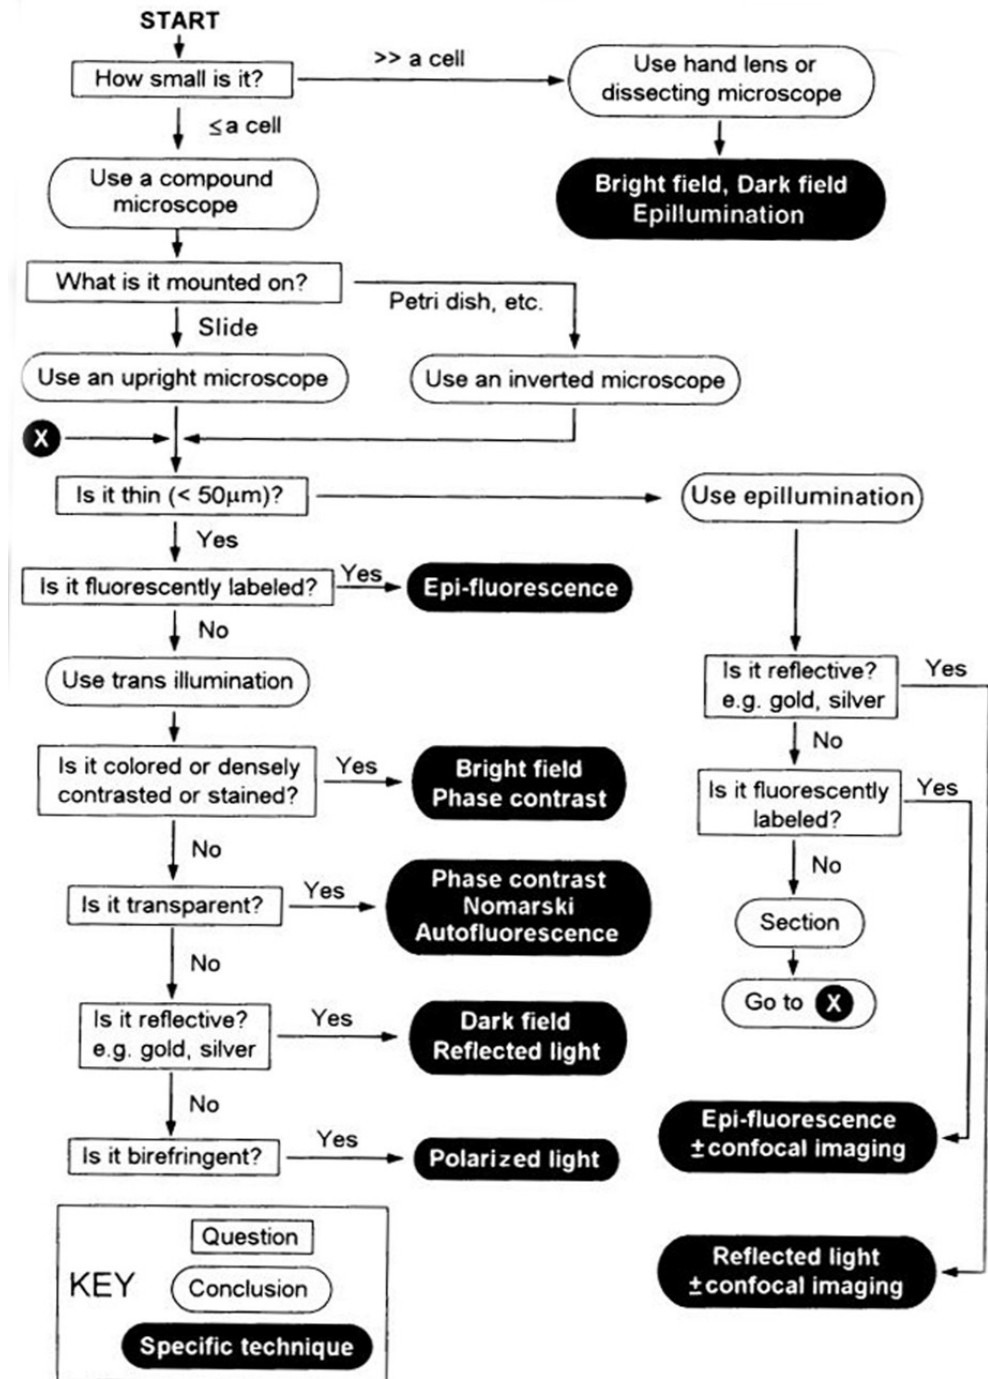 START
How small is it?
>> a cell
Use hand lens or
dissecting microscope
≤ a cell
Bright field, Dark field
Epillumination
Use a compound
microscope
What is it mounted on?
Petri dish, etc.
Slide
Use an upright microscope
Use an inverted microscope
X
Is it thin (< 50μm)?
Use epillumination
Yes
Is it fluorescently labeled?
Yes
Epi-fluorescence
No
Use trans illumination
Is it reflective?
e.g. gold, silver
Yes
No
Is it colored or densely
contrasted or stained?
Yes
Bright field
Phase contrast
Is it fluorescently
labeled?
Yes
No
No
Is it transparent?
Yes
Phase contrast
Nomarski
Autofluorescence
Section
No
Go to X
Is it reflective?
e.g. gold, silver
Yes
Dark field
Reflected light
No
Is it birefringent?
Yes
Polarized light
Epi-fluorescence
±confocal imaging
Reflected light
±confocal imaging
KEY
Question
Conclusion
Specific technique